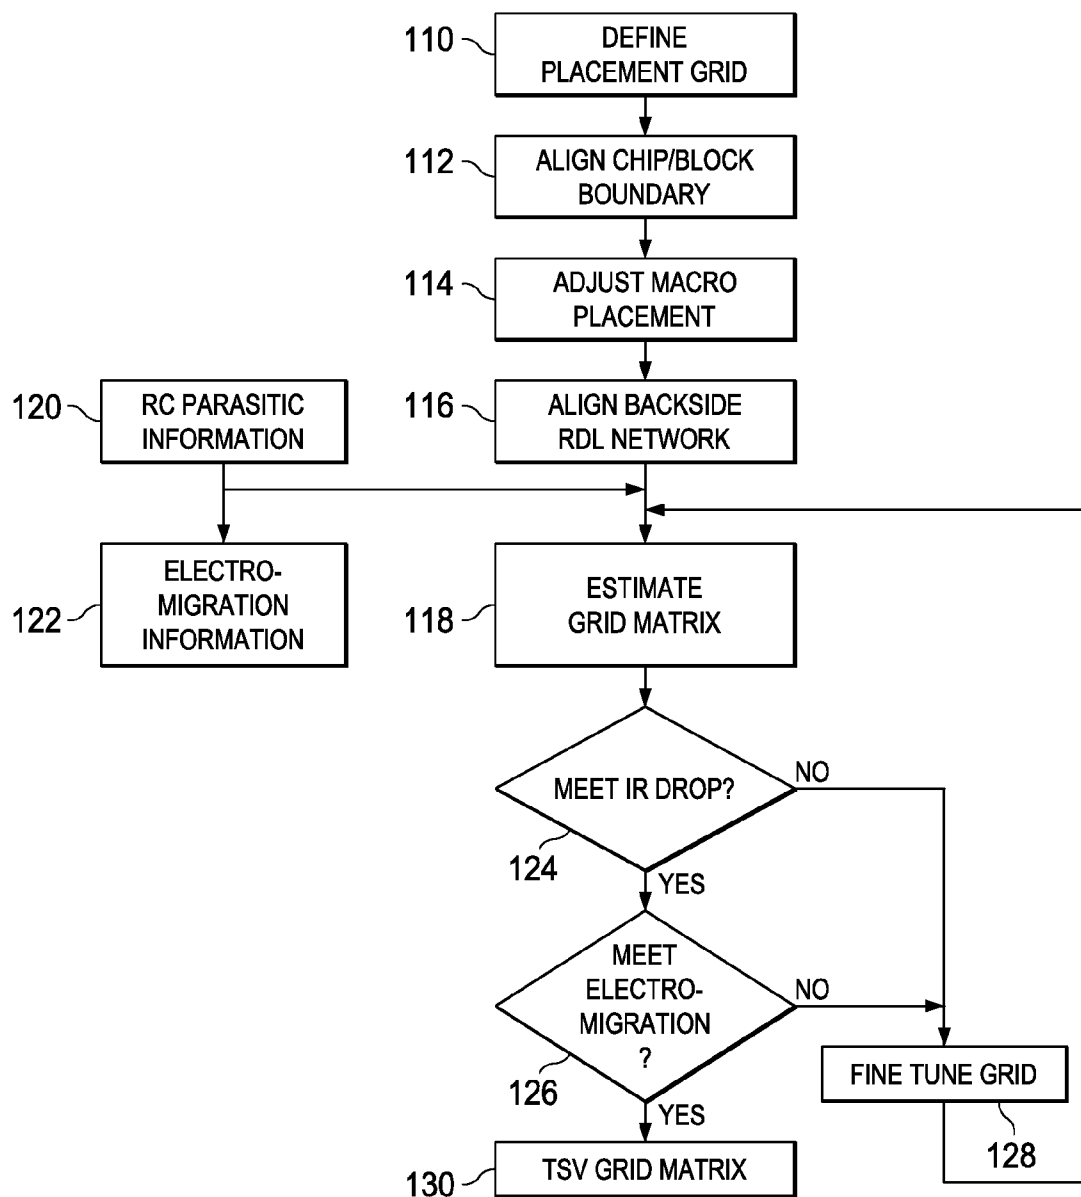 110
DEFINE
PLACEMENT GRID
112
ALIGN CHIP/BLOCK
BOUNDARY
114
ADJUST MACRO
PLACEMENT
120
RC PARASITIC
INFORMATION
116
ALIGN BACKSIDE
RDL NETWORK
122
ELECTRO-
MIGRATION
INFORMATION
118
ESTIMATE
GRID MATRIX
MEET IR DROP?
NO
124
YES
MEET
ELECTRO-
MIGRATION
?
NO
126
YES
FINE TUNE GRID
128
130
TSV GRID MATRIX